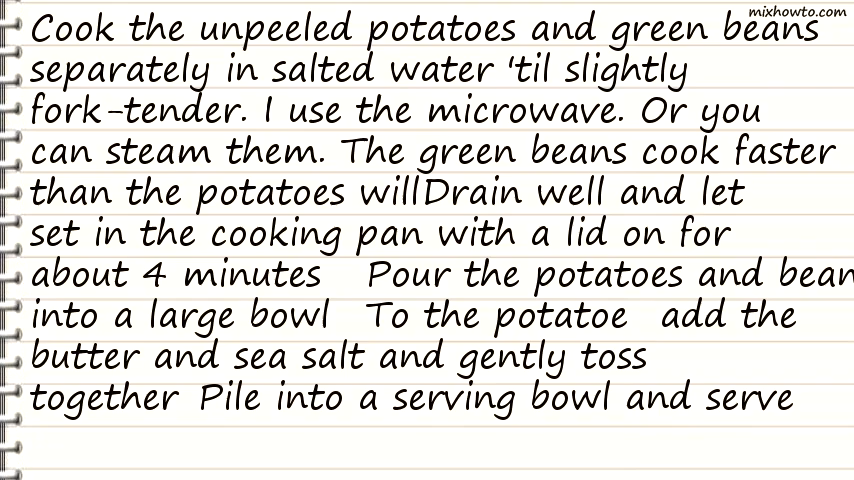 mixhowto.com
Cook the unpeeled potatoes and green beans
separately in salted water 'til slightly
fork-tender. I use the microwave. Or you
can steam them. The green beans cook faster
than the potatoes willDrain well and let
set in the cooking pan with a lid on for
about 4 minutes    Pour the potatoes and bean
into a large bowl   To the potatoe   add the
butter and sea salt and gently toss
together  Pile into a serving bowl and serve